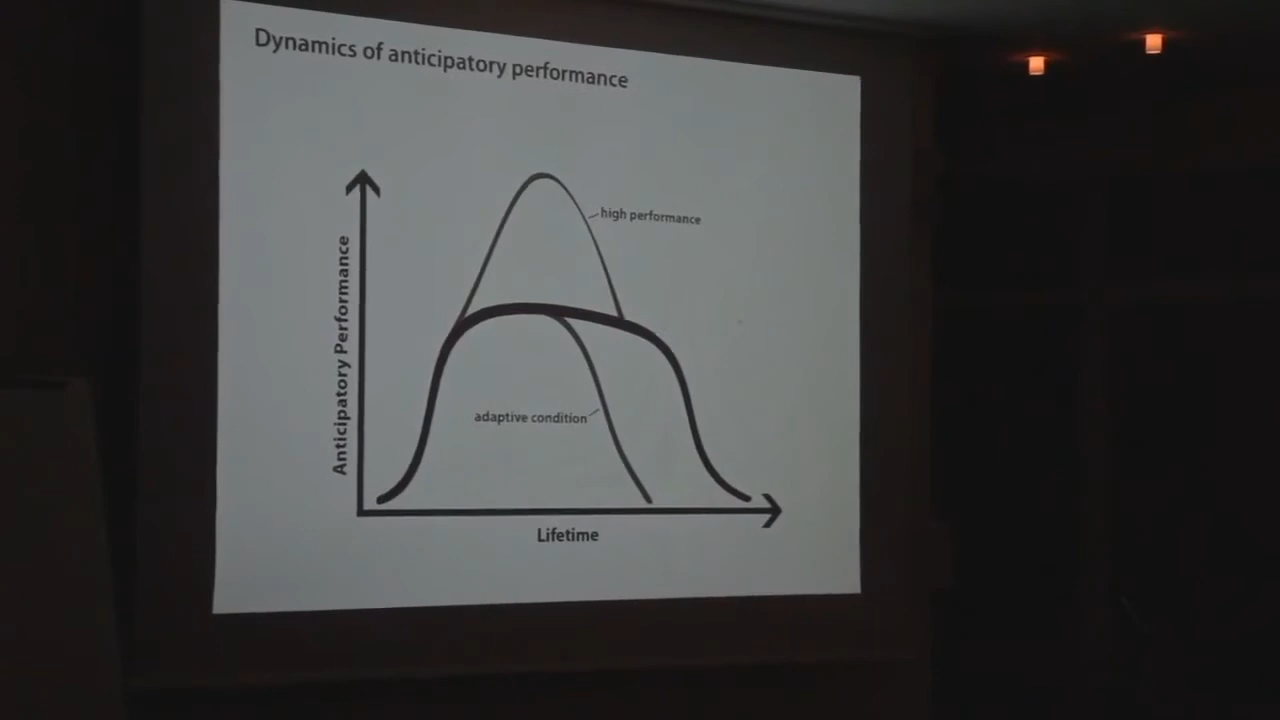 Dynamics of anticipatory performance
high performance
Anticipatory Performance
adaptive condition
Lifetime